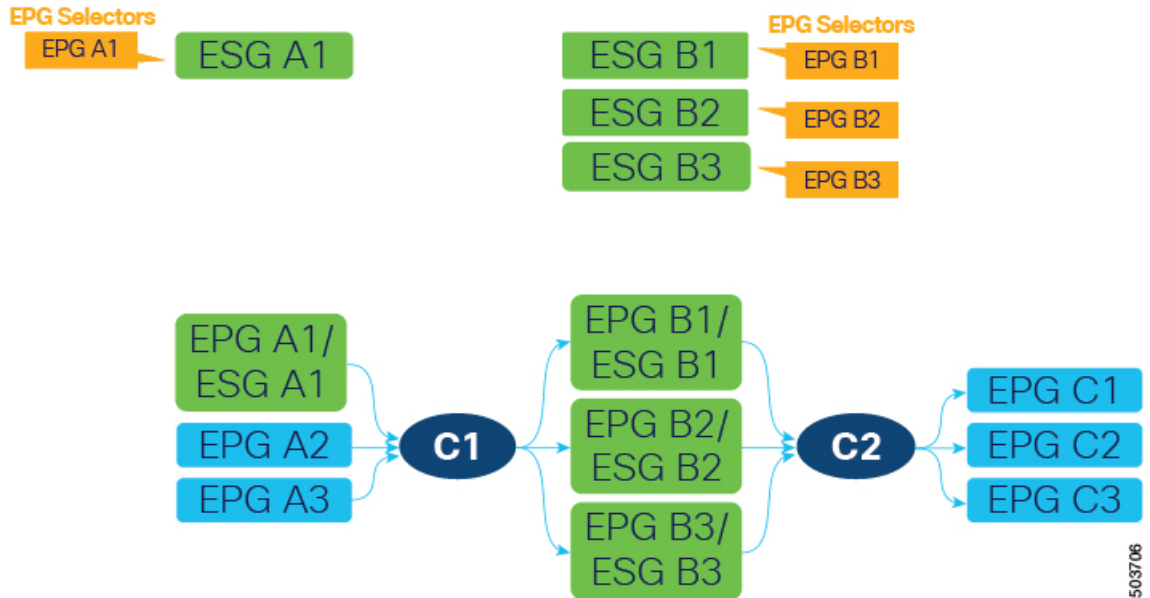 EPG Selectors
EPG A1
ESG A1
EPG Selectors
ESG B1
EPG B1
ESG B2
EPG B2
ESG B3
EPG B3
EPG A1/
ESG A1
EPG A2
EPG A3
C1
EPG B1/
ESG B1
EPG B2/
ESG B2
EPG B3/
ESG B3
C2
EPG C1
EPG C2
EPG C3
503706